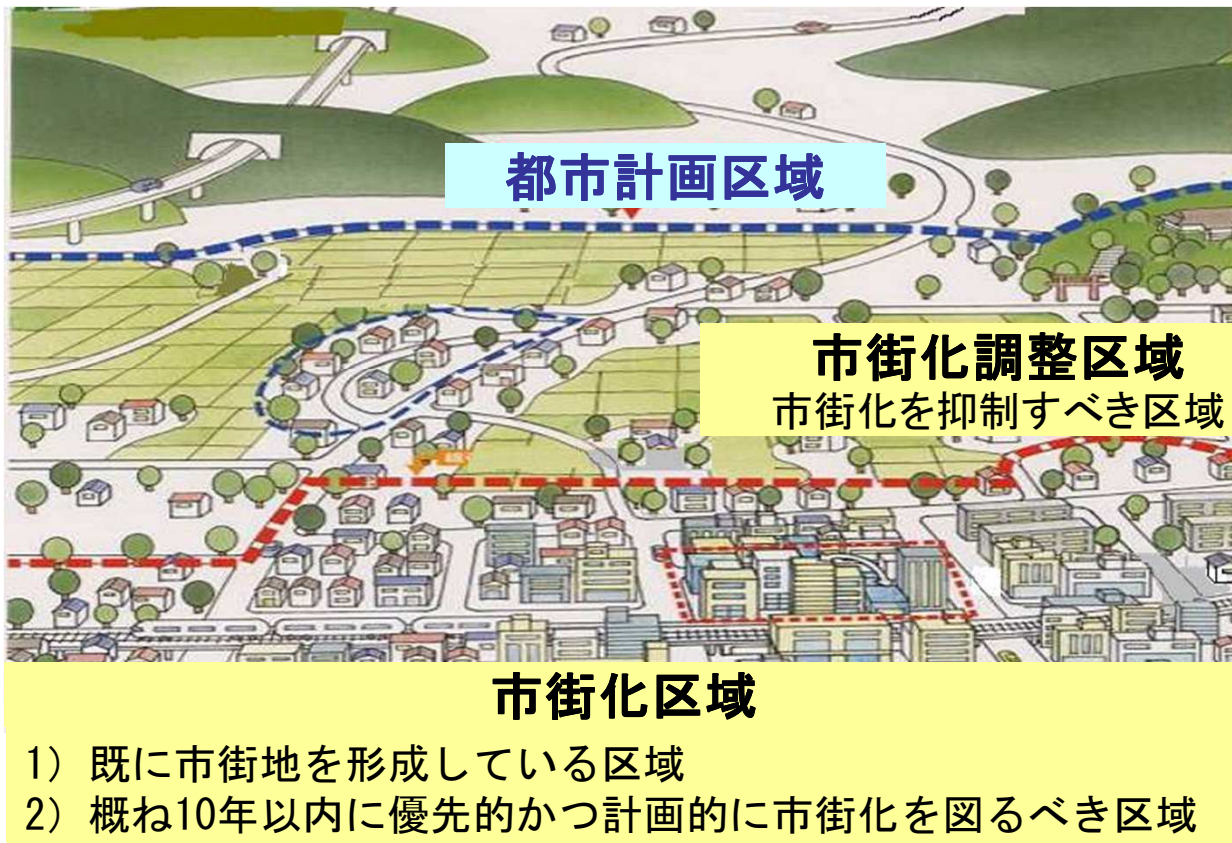 都市計画区域
市街化調整区域
市街化を抑制すべき区域
市街化区域
1) 既に市街地を形成している区域
2) 概ね10年以内に優先的かつ計画的に市街化を図るべき区域